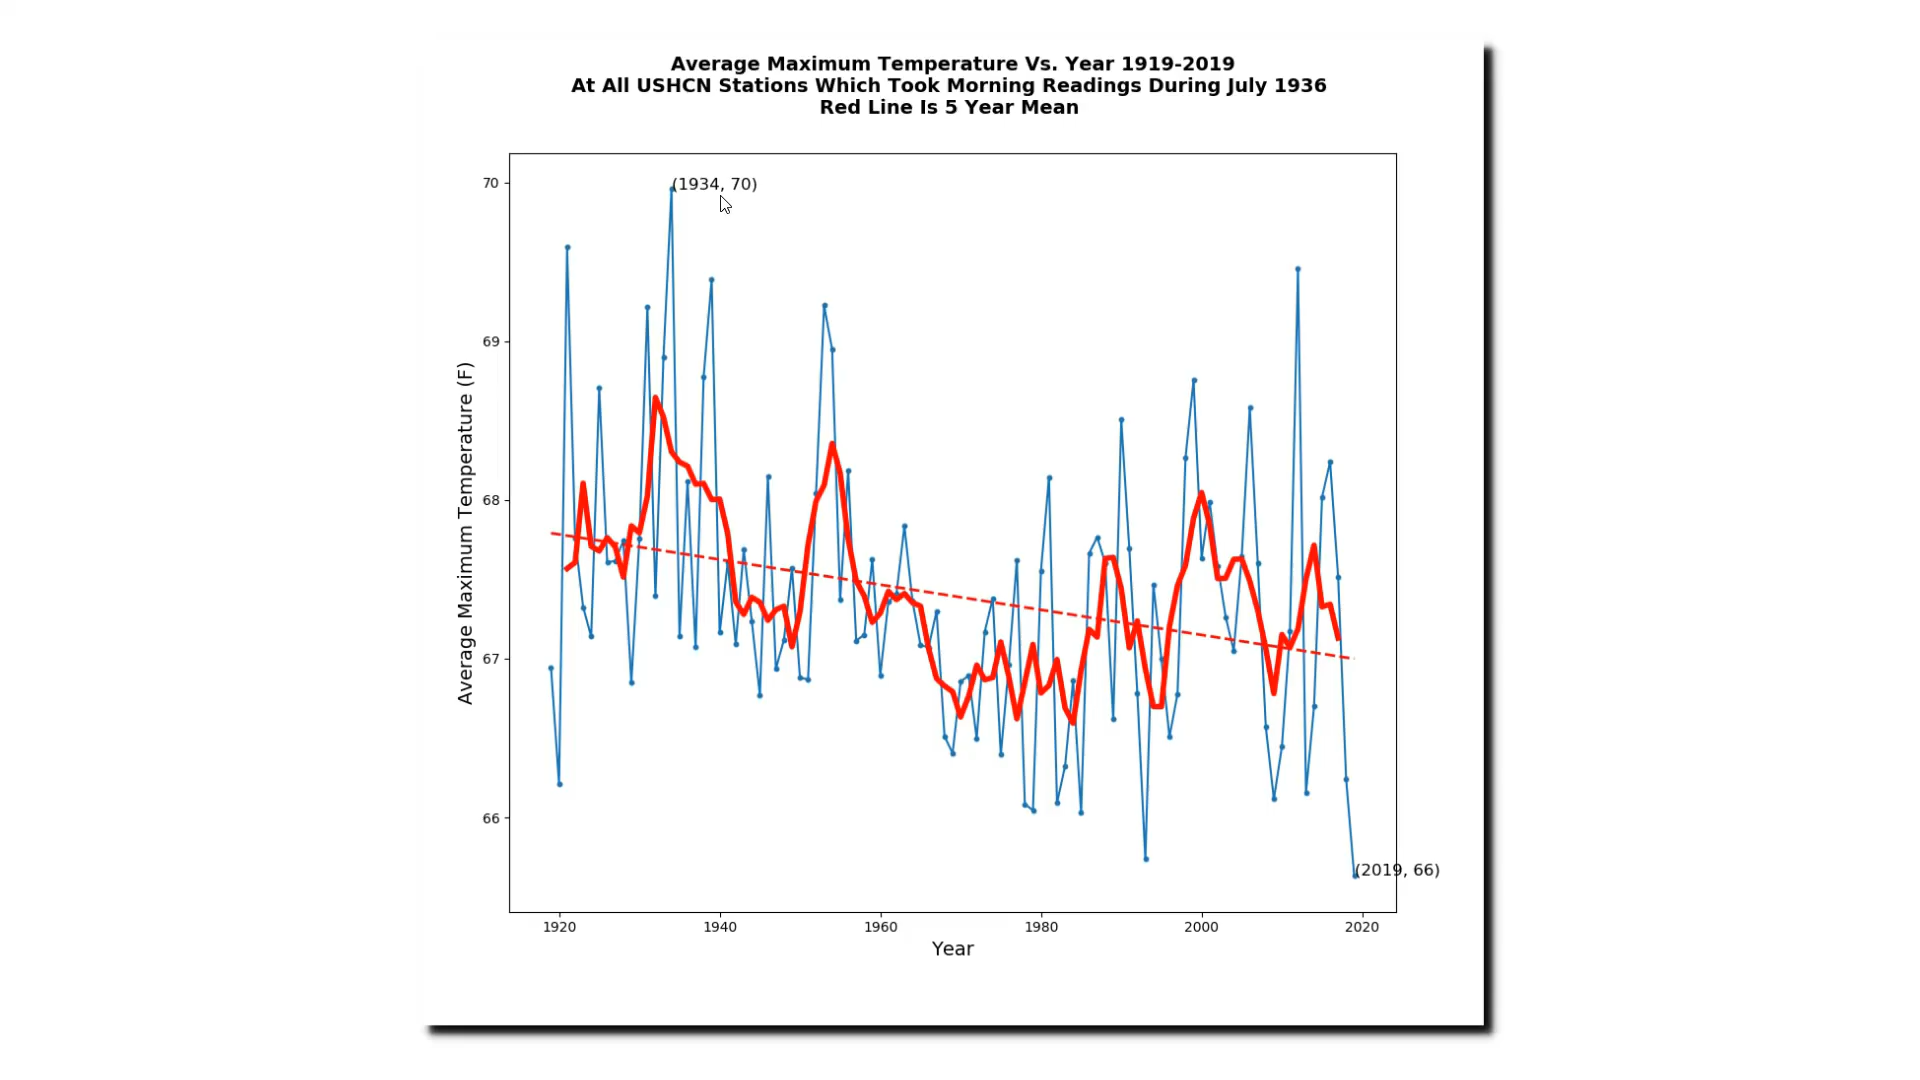 Average Maximum Temperature Vs. Year 1919-2019
At All USHCN Stations Which Took Morning Readings During July 1936
Red Line Is 5 Year Mean
70
(1934, 70)
69
68
67
66
Average Maximum Temperature (F)
(2019, 66)
1920 1940 1960 1980 2000 2020
Year